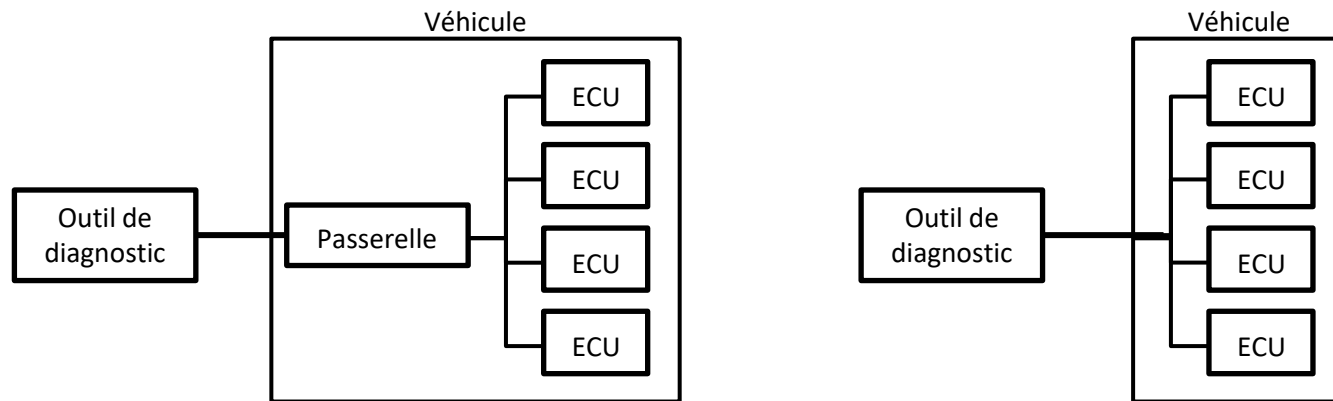 Véhicule
ECU
ECU
Outil de
diagnostic
Passerelle
ECU
ECU
Véhicule
ECU
ECU
Outil de
diagnostic
ECU
ECU